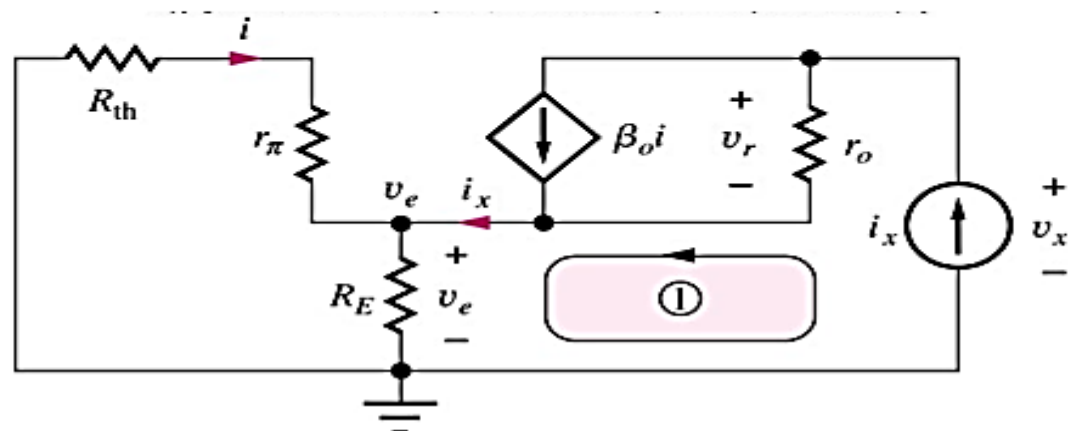 i
R_th
r_π
β_o i
+
v_r
−
r_o
v_e
i_x
+
v_e
−
R_E
①
i_x
+
v_x
−